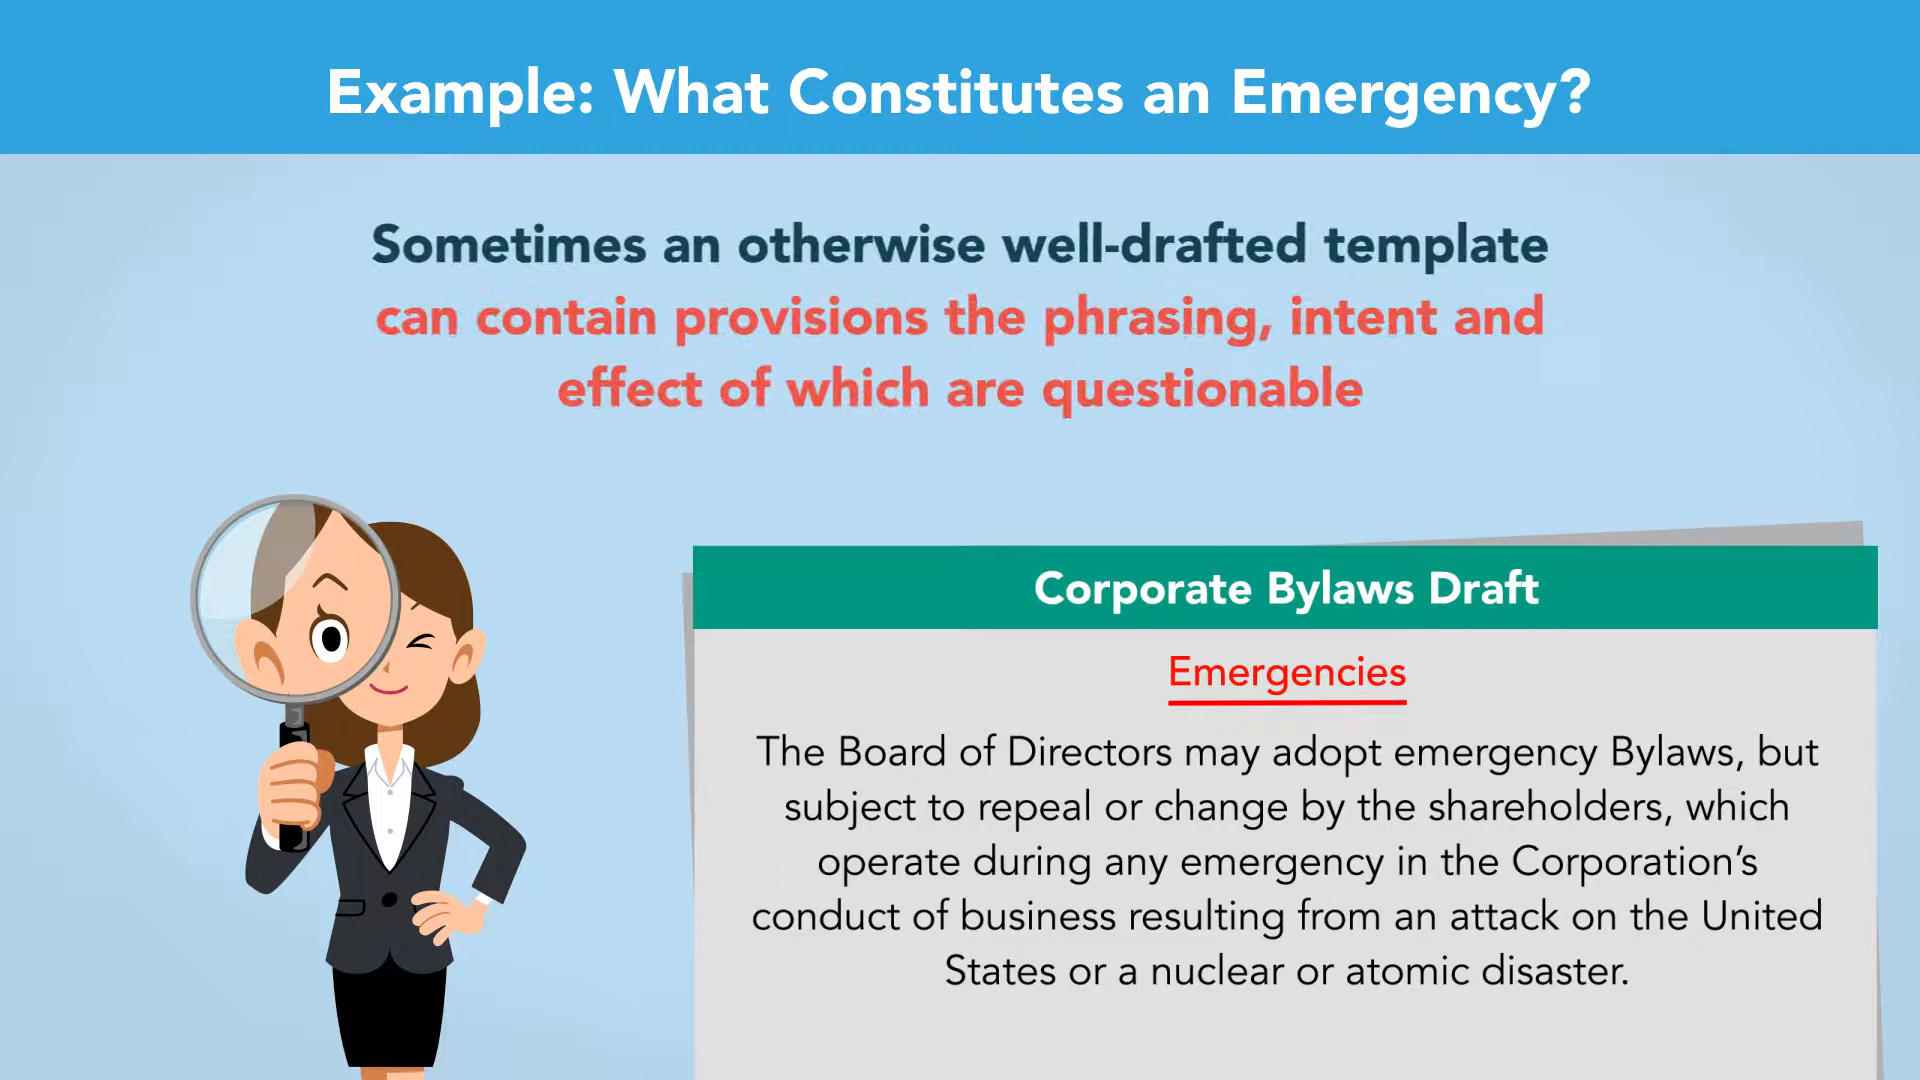 Example: What Constitutes an Emergency?
Sometimes an otherwise well-drafted template
can contain provisions the phrasing, intent and
effect of which are questionable
Corporate Bylaws Draft
Emergencies
The Board of Directors may adopt emergency Bylaws, but
subject to repeal or change by the shareholders, which
operate during any emergency in the Corporation’s
conduct of business resulting from an attack on the United
States or a nuclear or atomic disaster.